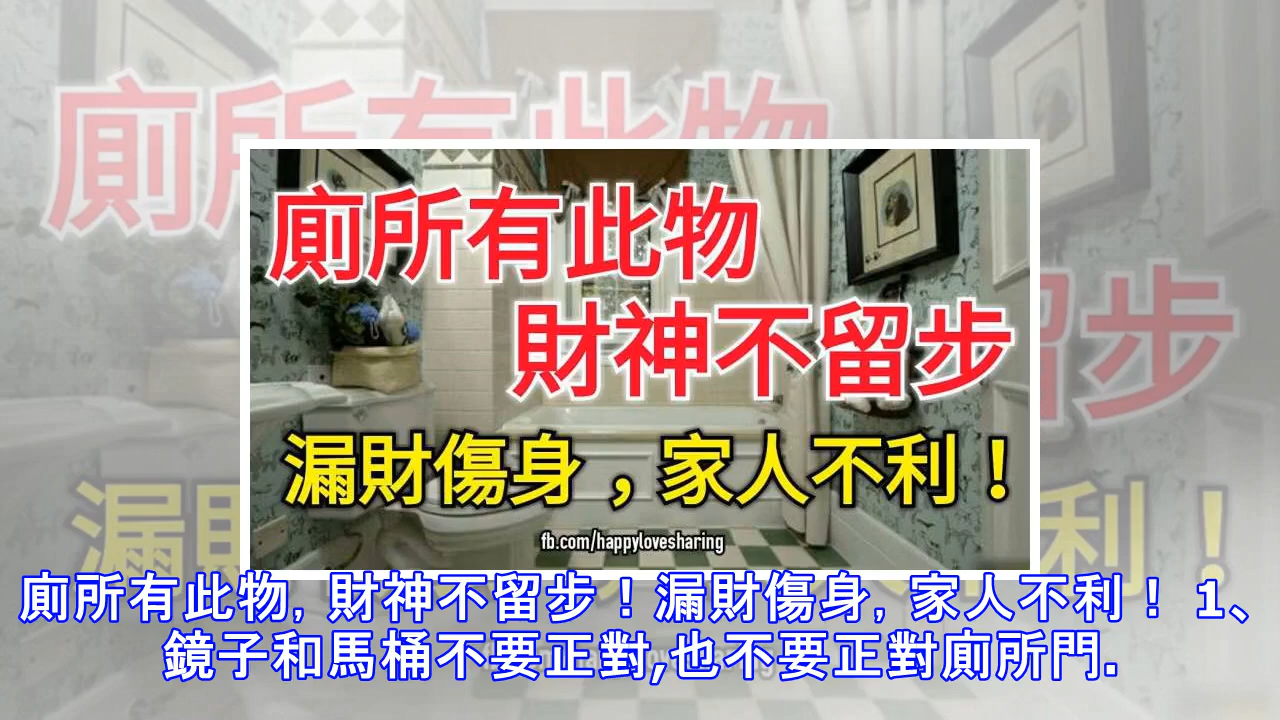 廁所有此物
財神不留步
漏財傷身，家人不利！
fb.com/happylovesharing
廁所有此物, 財神不留步！漏財傷身, 家人不利！ 1、
鏡子和馬桶不要正對,也不要正對廁所門.